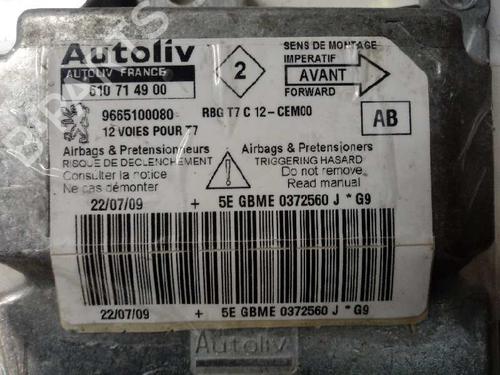 Autoliv
AUTOLIV FRANCE
610 71 4 9 00
9665100080
12 VOIES POUR T7
2
SENS DE MONTAGE
IMPERATIF
AVANT
FORWARD
RBG T7 C 12-CEM00
AB
Airbags & Pretensionneurs
RISQUE DE DECLENCHEMENT
Consulter la notice
Ne pas démonter
Airbags & Pretensioners
TRIGGERING HASARD
Do not remove
Read manual
22/07/09 + 5E GBME 0372560 J * G9
22/07/09 + 5E GBME 0372560 J * G9
Autoliv